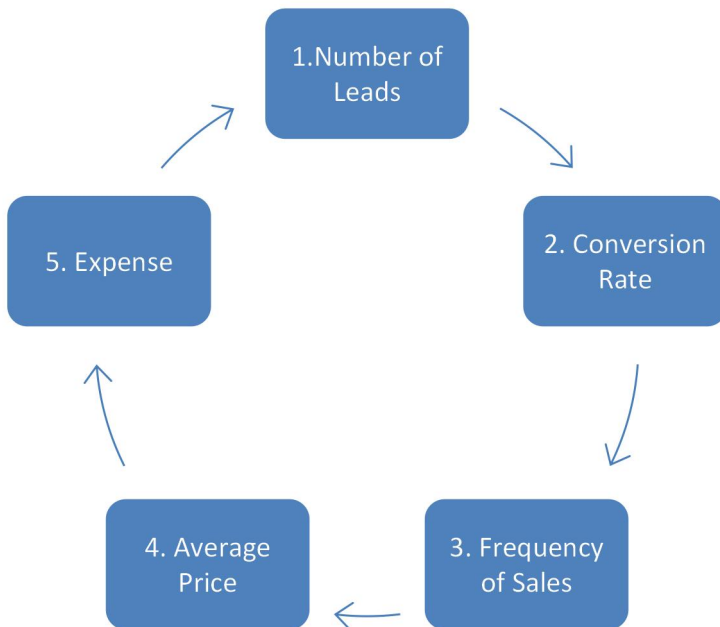 1.Number of
Leads
2. Conversion
Rate
3. Frequency
of Sales
4. Average
Price
5. Expense